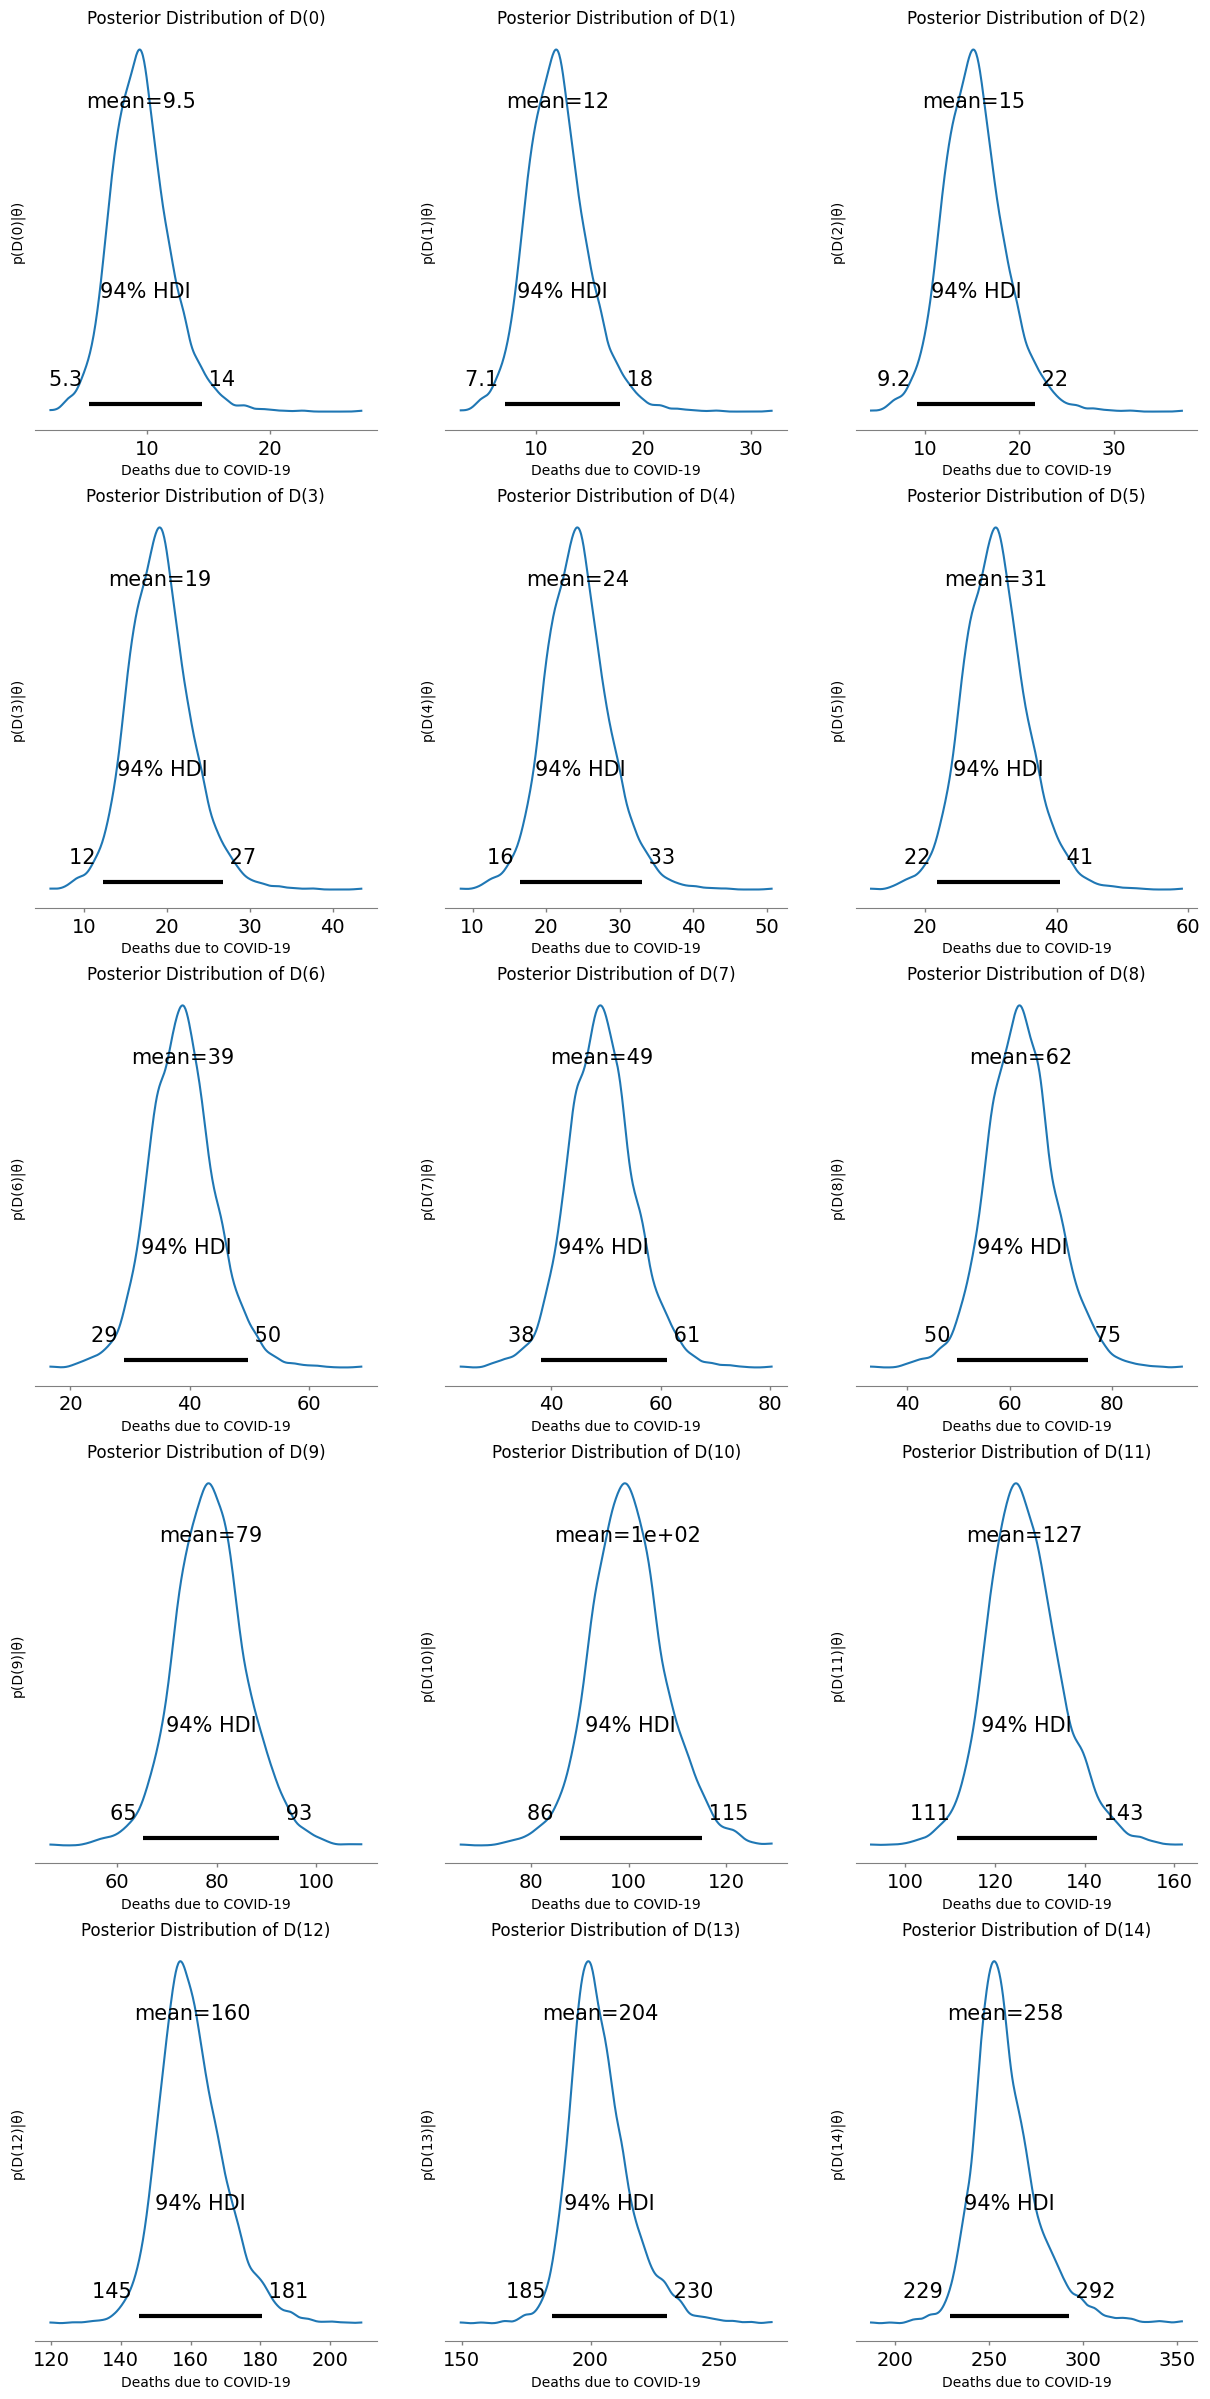 Posterior Distribution of D(0)
mean=9.5
94% HDI
5.3 14
p(D(0)|θ)
10 20
Deaths due to COVID-19
Posterior Distribution of D(1)
mean=12
94% HDI
7.1 18
p(D(1)|θ)
10 20 30
Deaths due to COVID-19
Posterior Distribution of D(2)
mean=15
94% HDI
9.2 22
p(D(2)|θ)
10 20 30
Deaths due to COVID-19
Posterior Distribution of D(3)
mean=19
94% HDI
12 27
p(D(3)|θ)
10 20 30 40
Deaths due to COVID-19
Posterior Distribution of D(4)
mean=24
94% HDI
16 33
p(D(4)|θ)
10 20 30 40 50
Deaths due to COVID-19
Posterior Distribution of D(5)
mean=31
94% HDI
22 41
p(D(5)|θ)
20 40 60
Deaths due to COVID-19
Posterior Distribution of D(6)
mean=39
94% HDI
29 50
p(D(6)|θ)
20 40 60
Deaths due to COVID-19
Posterior Distribution of D(7)
mean=49
94% HDI
38 61
p(D(7)|θ)
40 60 80
Deaths due to COVID-19
Posterior Distribution of D(8)
mean=62
94% HDI
50 75
p(D(8)|θ)
40 60 80
Deaths due to COVID-19
Posterior Distribution of D(9)
mean=79
94% HDI
65 93
p(D(9)|θ)
60 80 100
Deaths due to COVID-19
Posterior Distribution of D(10)
mean=1e+02
94% HDI
86 115
p(D(10)|θ)
80 100 120
Deaths due to COVID-19
Posterior Distribution of D(11)
mean=127
94% HDI
111 143
p(D(11)|θ)
100 120 140 160
Deaths due to COVID-19
Posterior Distribution of D(12)
mean=160
94% HDI
145 181
p(D(12)|θ)
120 140 160 180 200
Deaths due to COVID-19
Posterior Distribution of D(13)
mean=204
94% HDI
185 230
p(D(13)|θ)
150 200 250
Deaths due to COVID-19
Posterior Distribution of D(14)
mean=258
94% HDI
229 292
p(D(14)|θ)
200 250 300 350
Deaths due to COVID-19